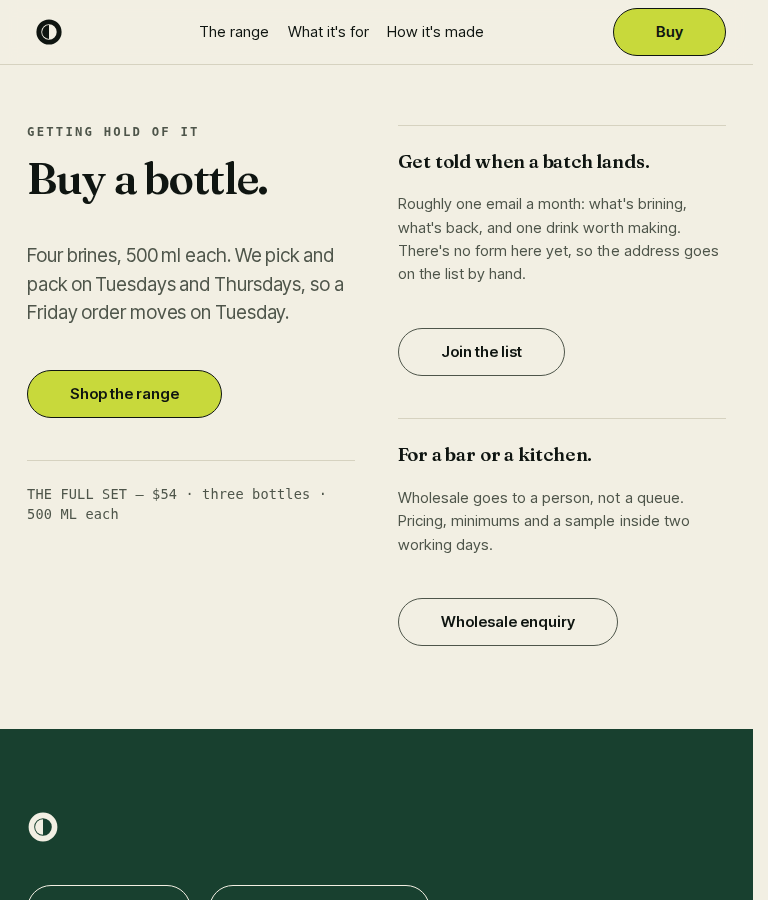 The range
What it's for
How it's made
Buy
GETTING HOLD OF IT
Buy a bottle.
Four brines, 500 ml each. We pick and
pack on Tuesdays and Thursdays, so a
Friday order moves on Tuesday.
Shop the range
THE FULL SET — $54 · three bottles ·
500 ML each
Get told when a batch lands.
Roughly one email a month: what's brining,
what's back, and one drink worth making.
There's no form here yet, so the address goes
on the list by hand.
Join the list
For a bar or a kitchen.
Wholesale goes to a person, not a queue.
Pricing, minimums and a sample inside two
working days.
Wholesale enquiry